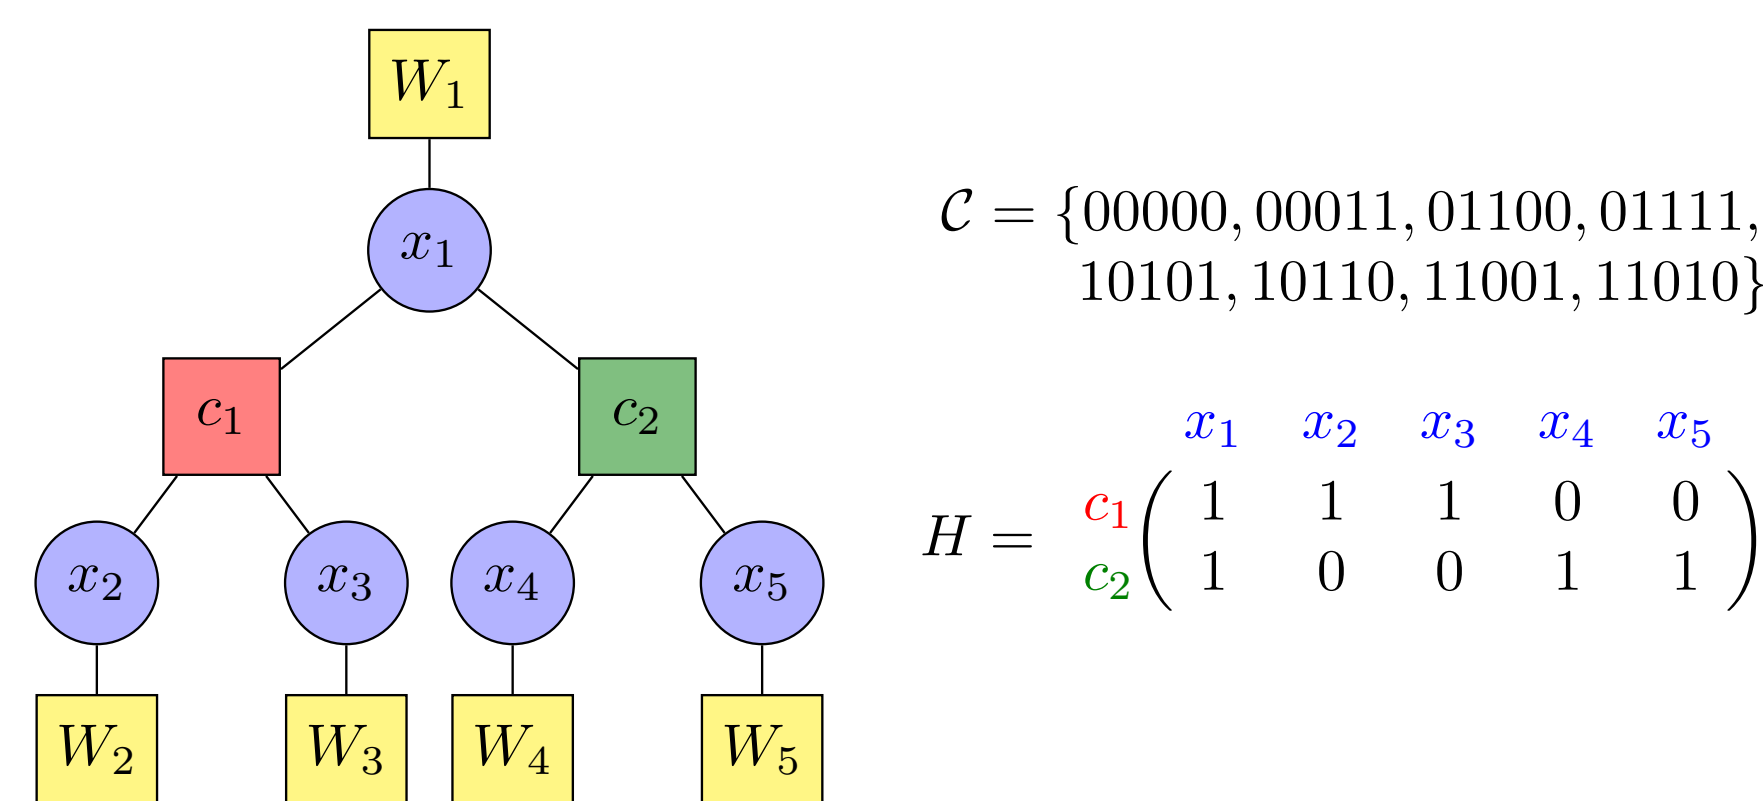 W₁
x₁
c₁ c₂
x₂ x₃ x₄ x₅
W₂ W₃ W₄ W₅
𝒞 = {00000, 00011, 01100, 01111,
10101, 10110, 11001, 11010}
x₁ x₂ x₃ x₄ x₅
H = c₁ ( 1 1 1 0 0 )
c₂ ( 1 0 0 1 1 )